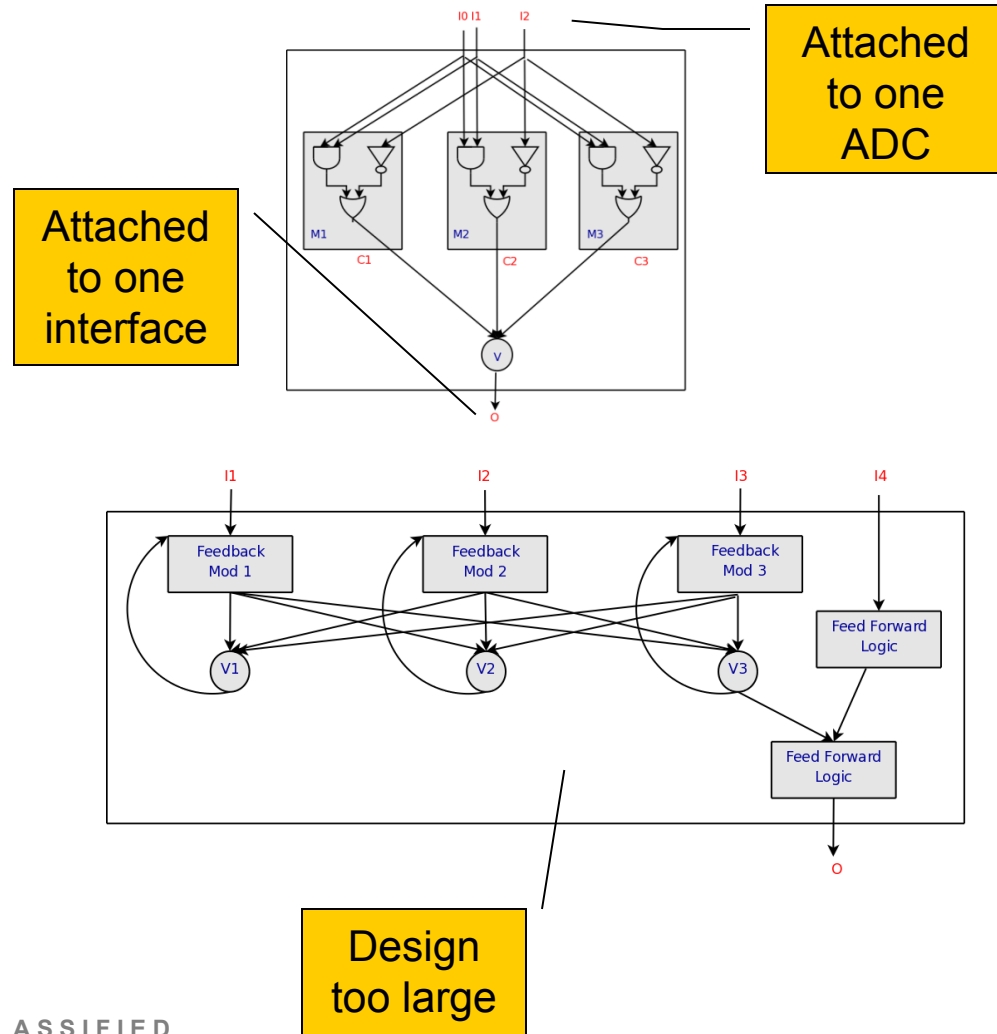 I0 I1 I2
Attached
to one
ADC
Attached
to one
interface
M1 M2 M3
C1 C2 C3
V
O
I1 I2 I3 I4
Feedback
Mod 1
Feedback
Mod 2
Feedback
Mod 3
Feed Forward
Logic
V1 V2 V3
Feed Forward
Logic
O
Design
too large
A S S I F I E D